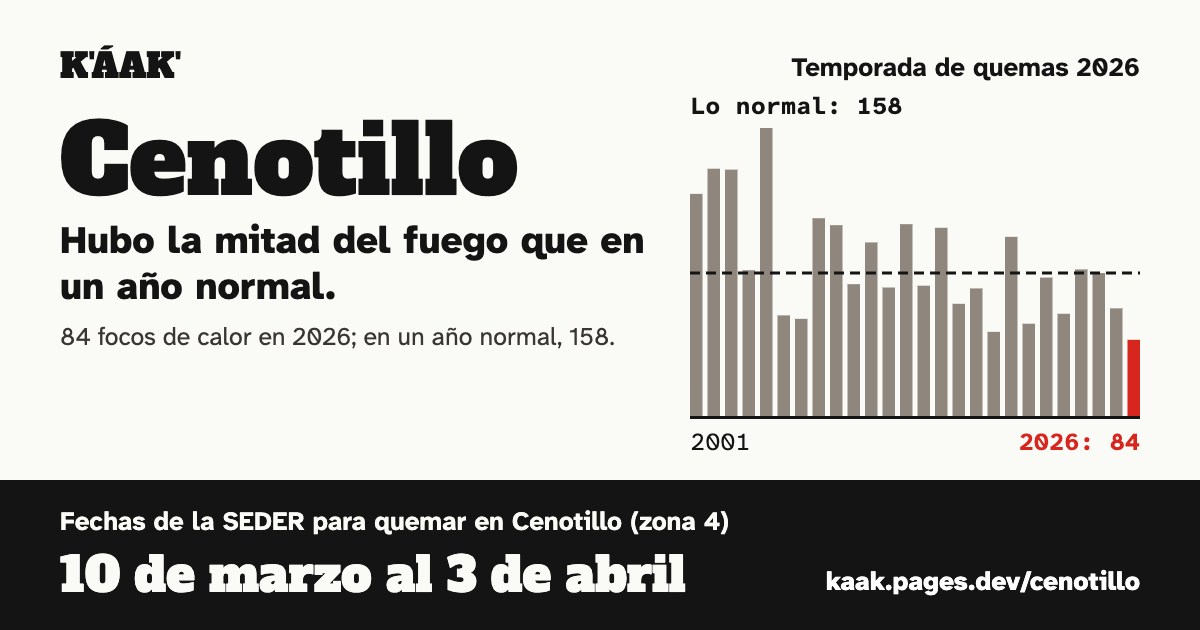 K'ÁAK'
Cenotillo
Hubo la mitad del fuego que en
un año normal.
84 focos de calor en 2026; en un año normal, 158.
Temporada de quemas 2026
Lo normal: 158
2001
2026: 84
Fechas de la SEDER para quemar en Cenotillo (zona 4)
10 de marzo al 3 de abril
kaak.pages.dev/cenotillo